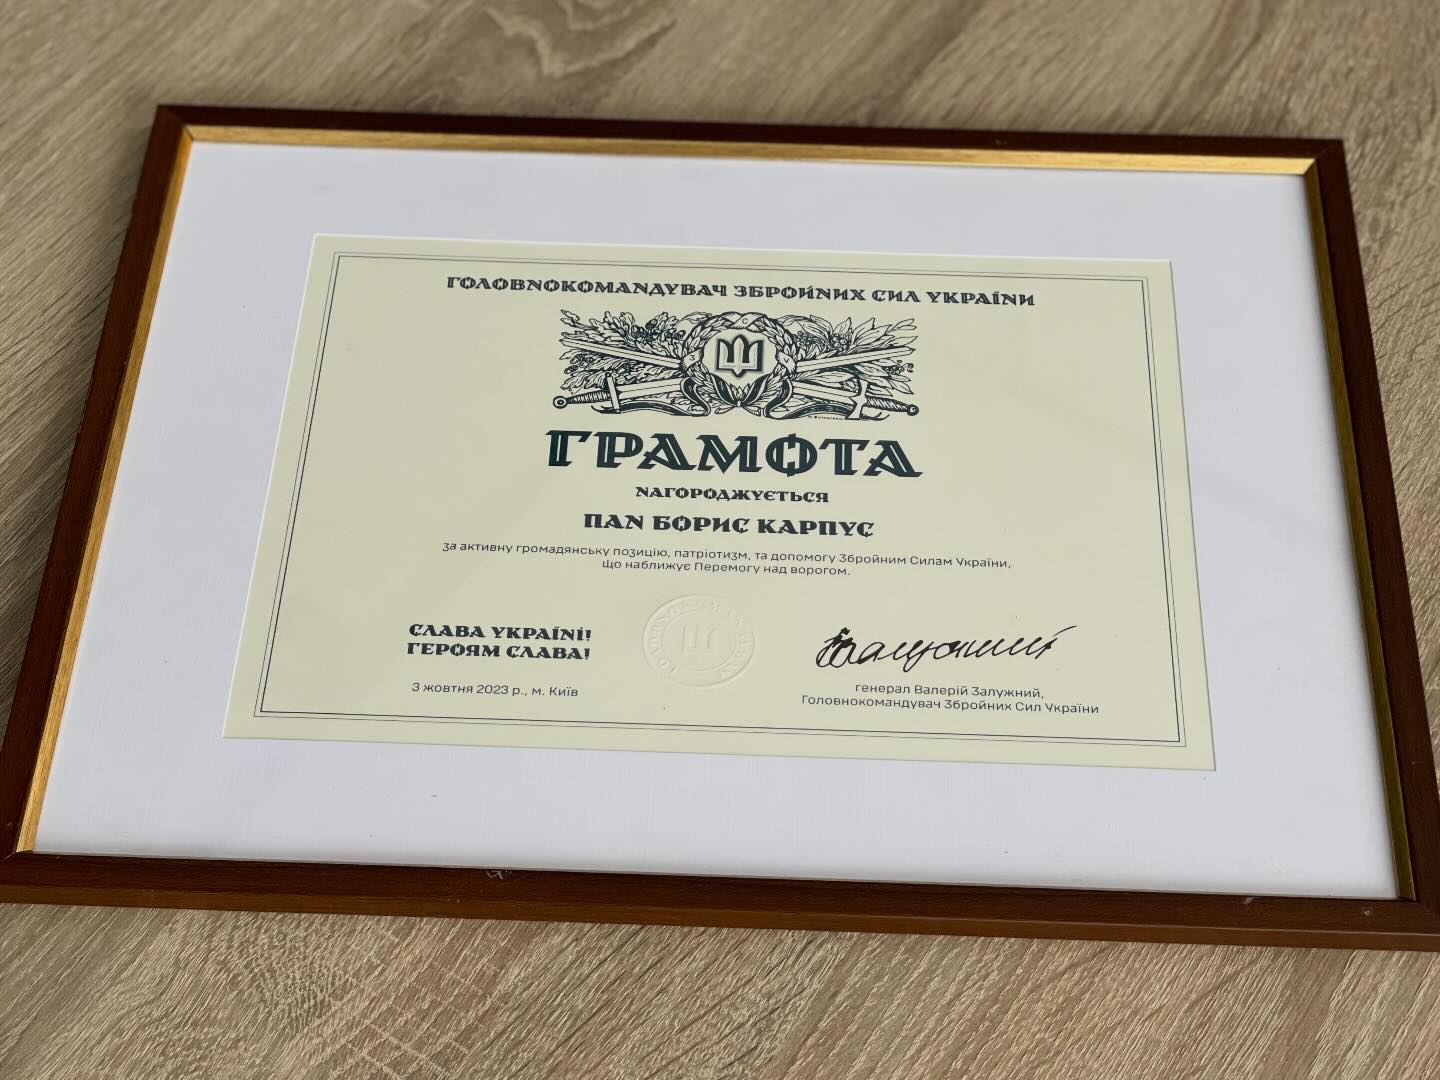 ГОЛОВНОКОМАНДУВАЧ ЗБРОЙНИХ СИЛ УКРАЇНИ
ГРАМОТА
НАГОРОДЖУЄТЬСЯ
ПАН БОРИС КАРПУС
за активну громадянську позицію, патріотизм, та допомогу Збройним Силам України,
що наближує Перемогу над ворогом.
СЛАВА УКРАЇНІ!
ГЕРОЯМ СЛАВА!
3 жовтня 2023 р., м. Київ
Залужний
генерал Валерій Залужний,
Головнокомандувач Збройних Сил України